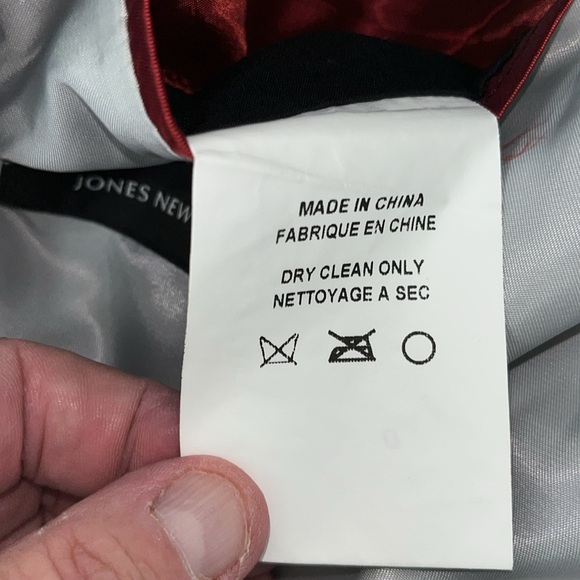 JONES NEW
MADE IN CHINA
FABRIQUE EN CHINE
DRY CLEAN ONLY
NETTOYAGE A SEC